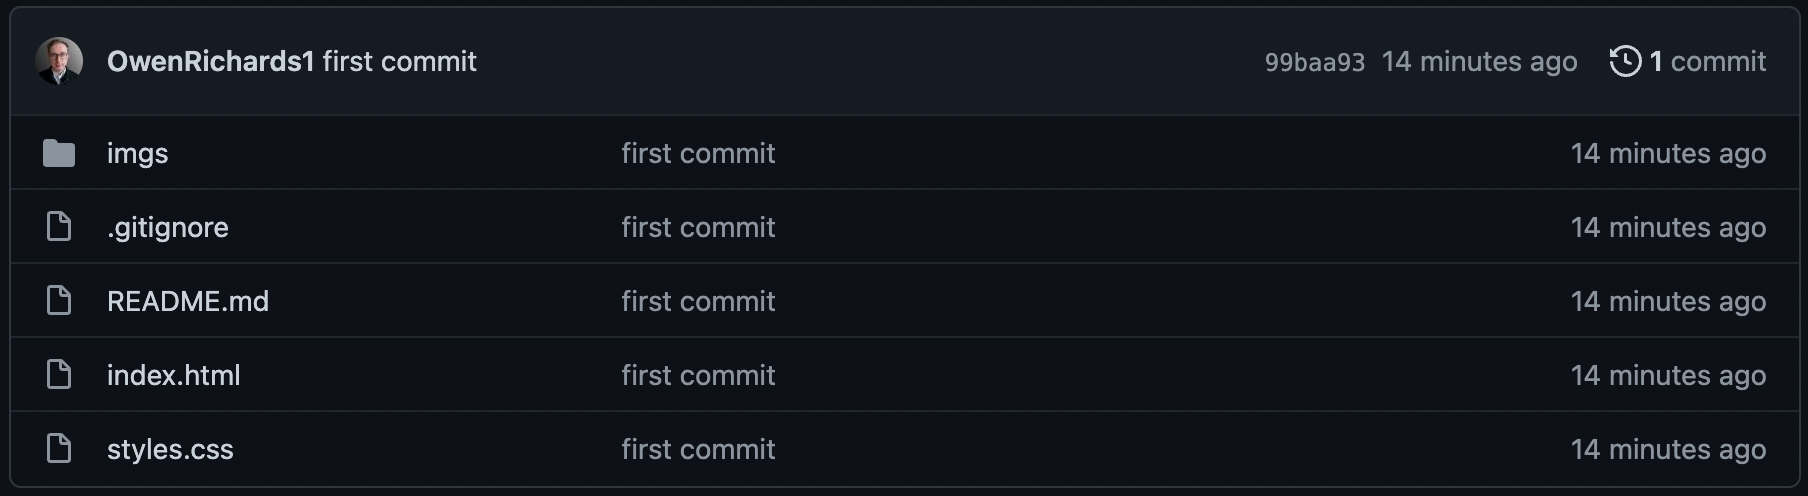 OwenRichards1 first commit 99baa93 14 minutes ago 1 commit
imgs first commit 14 minutes ago
.gitignore first commit 14 minutes ago
README.md first commit 14 minutes ago
index.html first commit 14 minutes ago
styles.css first commit 14 minutes ago